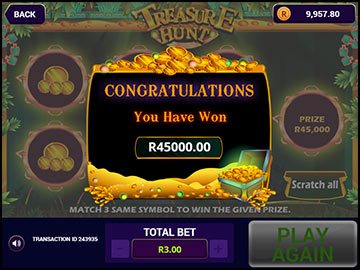 BACK
TREASURE
HUNT
R
9,957.80
CONGRATULATIONS
You Have Won
R45000.00
PRIZE
R45,000
Scratch all
MATCH 3 SAME SYMBOL TO WIN THE GIVEN PRIZE.
TRANSACTION ID 243935
TOTAL BET
- R3.00 +
PLAY
AGAIN